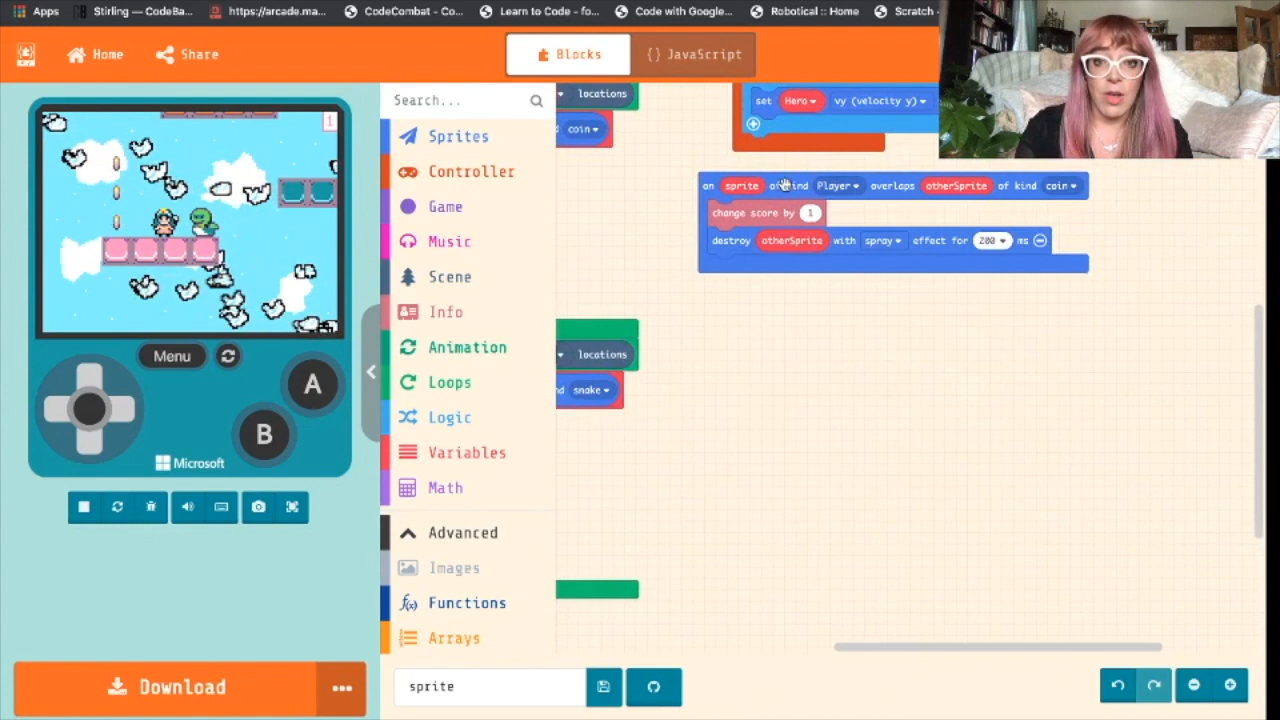 Apps
Stirling — CodeBa...
https://arcade.ma...
CodeCombat - Co...
Learn to Code - fo...
Code with Google...
Robotical :: Home
Scratch -
Home
Share
Blocks
{} JavaScript
1
Menu
A
B
Microsoft
Download
Search...
Sprites
Controller
Game
Music
Scene
Info
Animation
Loops
Logic
Variables
Math
Advanced
Images
Functions
Arrays
locations
coin
set Hero vy (velocity y)
on sprite of kind Player overlaps otherSprite of kind coin
change score by 1
destroy otherSprite with spray effect for 200 ms
locations
snake
sprite